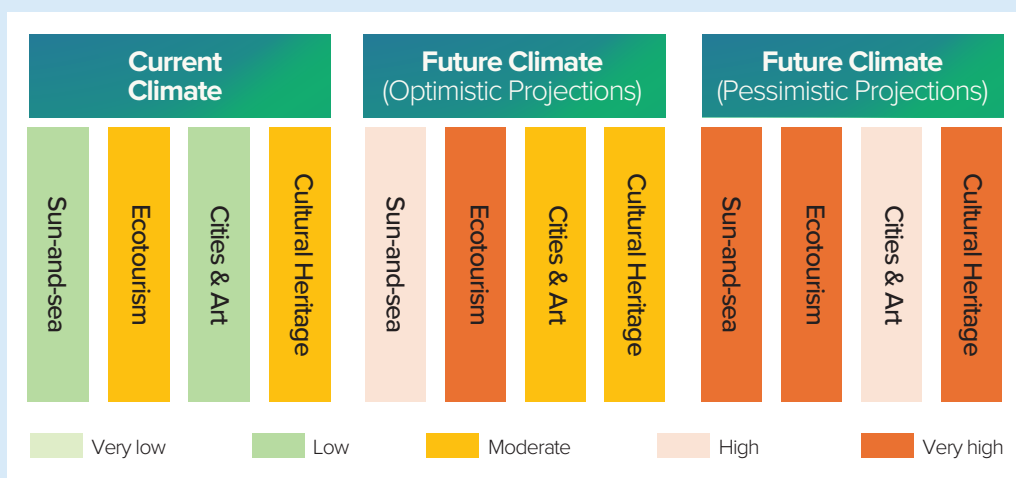 Current
Climate
Future Climate
(Optimistic Projections)
Future Climate
(Pessimistic Projections)
Sun-and-sea
Ecotourism
Cities & Art
Cultural Heritage
Sun-and-sea
Ecotourism
Cities & Art
Cultural Heritage
Sun-and-sea
Ecotourism
Cities & Art
Cultural Heritage
Very low
Low
Moderate
High
Very high